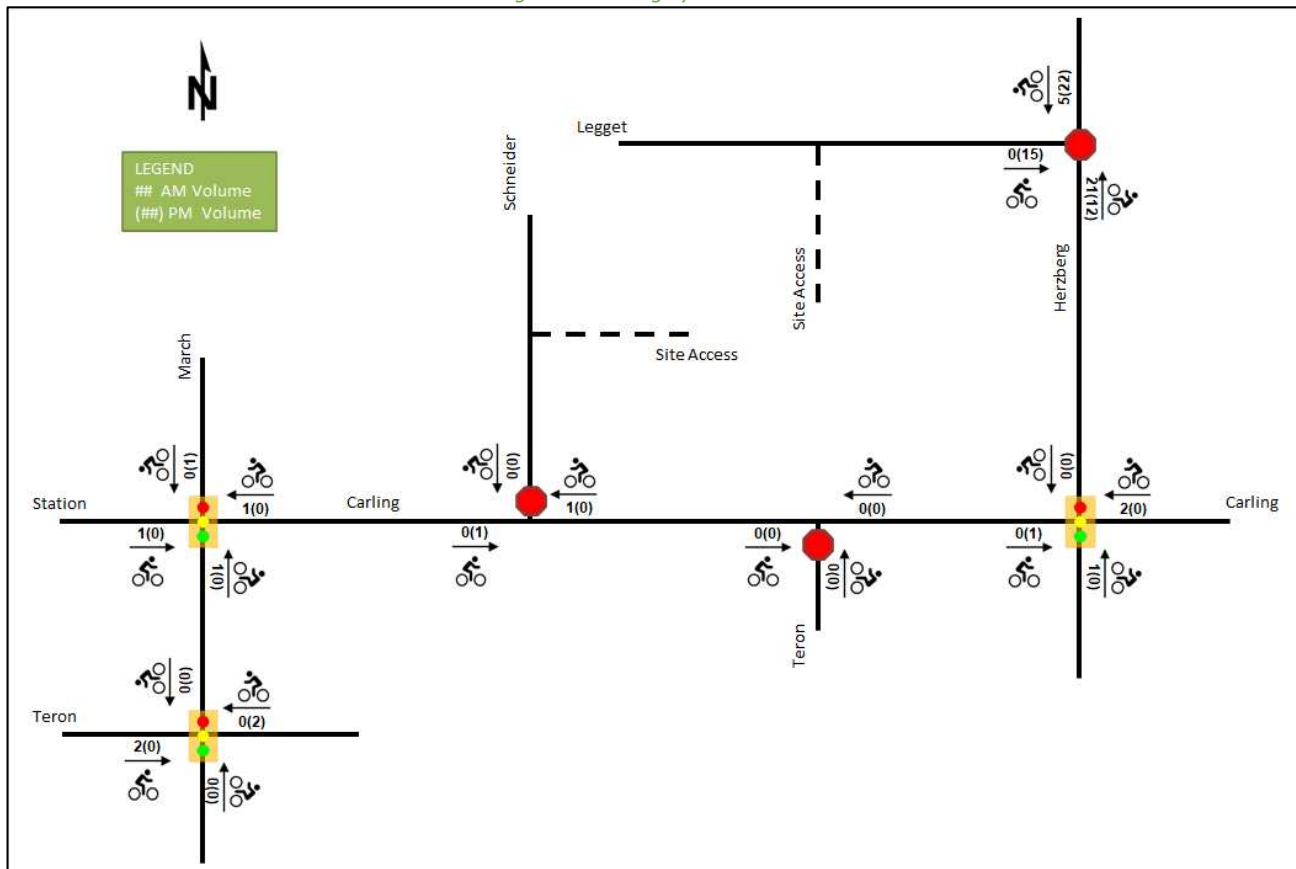 N
LEGEND
## AM Volume
(##) PM Volume
Legget
Schneider
5(22)
0(15)
21(12)
Site Access
Herzberg
Site Access
March
0(1)
1(0)
0(0)
1(0)
0(0)
0(0)
2(0)
Station
Carling
Carling
1(0)
1(0)
0(1)
0(0)
0(0)
0(1)
1(0)
Teron
0(0)
0(2)
Teron
2(0)
0(0)